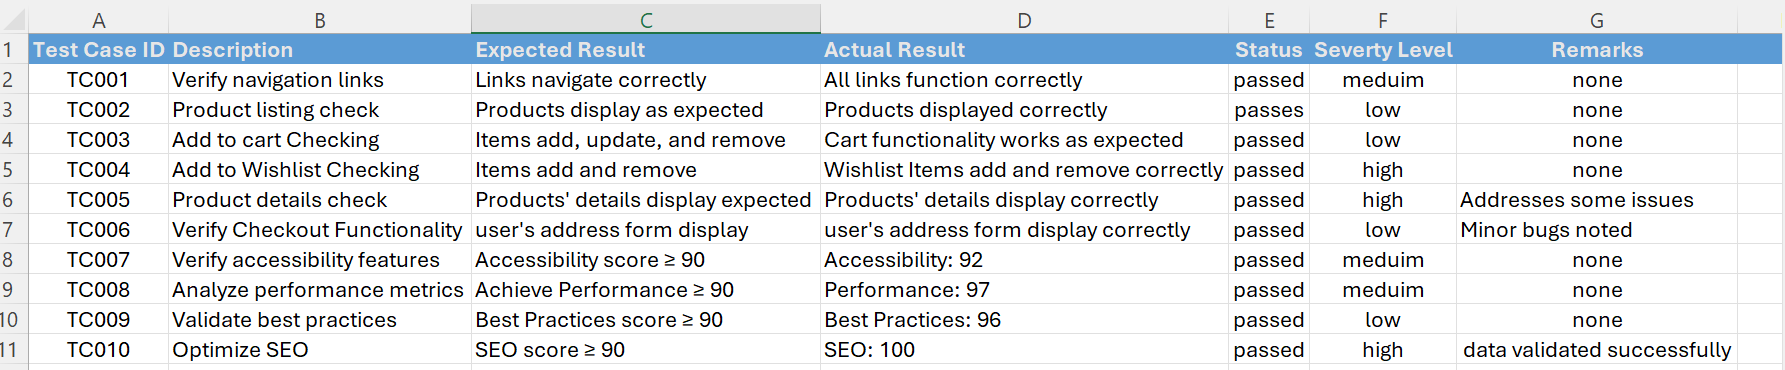 A B C D E F G
1 Test Case ID Description Expected Result Actual Result Status Severty Level Remarks
2 TC001 Verify navigation links Links navigate correctly All links function correctly passed meduim none
3 TC002 Product listing check Products display as expected Products displayed correctly passes low none
4 TC003 Add to cart Checking Items add, update, and remove Cart functionality works as expected passed low none
5 TC004 Add to Wishlist Checking Items add and remove Wishlist Items add and remove correctly passed high none
6 TC005 Product details check Products' details display expected Products' details display correctly passed high Addresses some issues
7 TC006 Verify Checkout Functionality user's address form display user's address form display correctly passed low Minor bugs noted
8 TC007 Verify accessibility features Accessibility score ≥ 90 Accessibility: 92 passed meduim none
9 TC008 Analyze performance metrics Achieve Performance ≥ 90 Performance: 97 passed meduim none
10 TC009 Validate best practices Best Practices score ≥ 90 Best Practices: 96 passed low none
11 TC010 Optimize SEO SEO score ≥ 90 SEO: 100 passed high data validated successfully